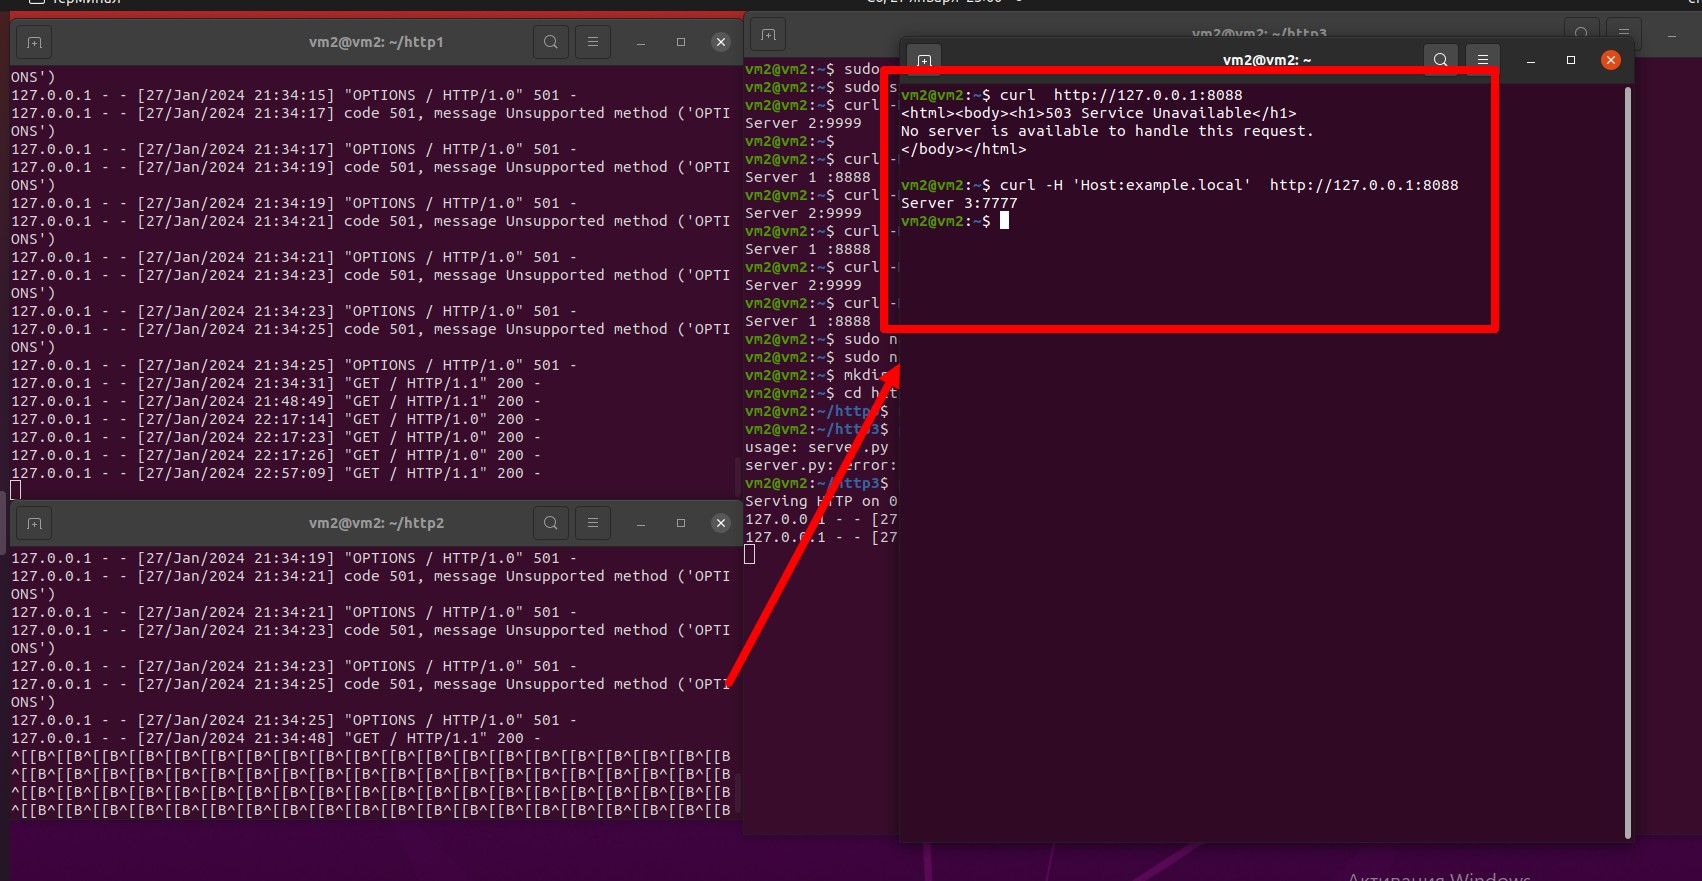 Терминал
Сб, 27 января 23:00
vm2@vm2: ~/http1
ONS')
127.0.0.1 - - [27/Jan/2024 21:34:15] "OPTIONS / HTTP/1.0" 501 -
127.0.0.1 - - [27/Jan/2024 21:34:17] code 501, message Unsupported method ('OPTI
ONS')
127.0.0.1 - - [27/Jan/2024 21:34:17] "OPTIONS / HTTP/1.0" 501 -
127.0.0.1 - - [27/Jan/2024 21:34:19] code 501, message Unsupported method ('OPTI
ONS')
127.0.0.1 - - [27/Jan/2024 21:34:19] "OPTIONS / HTTP/1.0" 501 -
127.0.0.1 - - [27/Jan/2024 21:34:21] code 501, message Unsupported method ('OPTI
ONS')
127.0.0.1 - - [27/Jan/2024 21:34:21] "OPTIONS / HTTP/1.0" 501 -
127.0.0.1 - - [27/Jan/2024 21:34:23] code 501, message Unsupported method ('OPTI
ONS')
127.0.0.1 - - [27/Jan/2024 21:34:23] "OPTIONS / HTTP/1.0" 501 -
127.0.0.1 - - [27/Jan/2024 21:34:25] code 501, message Unsupported method ('OPTI
ONS')
127.0.0.1 - - [27/Jan/2024 21:34:25] "OPTIONS / HTTP/1.0" 501 -
127.0.0.1 - - [27/Jan/2024 21:34:31] "GET / HTTP/1.1" 200 -
127.0.0.1 - - [27/Jan/2024 21:48:49] "GET / HTTP/1.1" 200 -
127.0.0.1 - - [27/Jan/2024 22:17:14] "GET / HTTP/1.0" 200 -
127.0.0.1 - - [27/Jan/2024 22:17:23] "GET / HTTP/1.0" 200 -
127.0.0.1 - - [27/Jan/2024 22:17:26] "GET / HTTP/1.0" 200 -
127.0.0.1 - - [27/Jan/2024 22:57:09] "GET / HTTP/1.1" 200 -
vm2@vm2: ~/http2
127.0.0.1 - - [27/Jan/2024 21:34:19] "OPTIONS / HTTP/1.0" 501 -
127.0.0.1 - - [27/Jan/2024 21:34:21] code 501, message Unsupported method ('OPTI
ONS')
127.0.0.1 - - [27/Jan/2024 21:34:21] "OPTIONS / HTTP/1.0" 501 -
127.0.0.1 - - [27/Jan/2024 21:34:23] code 501, message Unsupported method ('OPTI
ONS')
127.0.0.1 - - [27/Jan/2024 21:34:23] "OPTIONS / HTTP/1.0" 501 -
127.0.0.1 - - [27/Jan/2024 21:34:25] code 501, message Unsupported method ('OPTI
ONS')
127.0.0.1 - - [27/Jan/2024 21:34:25] "OPTIONS / HTTP/1.0" 501 -
127.0.0.1 - - [27/Jan/2024 21:34:48] "GET / HTTP/1.1" 200 -
^[[B^[[B^[[B^[[B^[[B^[[B^[[B^[[B^[[B^[[B^[[B^[[B^[[B^[[B^[[B^[[B^[[B^[[B^[[B^[[B
^[[B^[[B^[[B^[[B^[[B^[[B^[[B^[[B^[[B^[[B^[[B^[[B^[[B^[[B^[[B^[[B^[[B^[[B^[[B^[[B
^[[B^[[B^[[B^[[B^[[B^[[B^[[B^[[B^[[B^[[B^[[B^[[B^[[B^[[B^[[B^[[B^[[B^[[B^[[B^[[B
^[[B^[[B^[[B^[[B^[[B^[[B^[[B^[[B^[[B^[[B^[[B^[[B^[[B^[[B^[[B^[[B^[[B^[[B^[[B^[[B
vm2@vm2: ~/http3
vm2@vm2:~$ sudo
vm2@vm2:~$ sudo s
vm2@vm2:~$ curl -
Server 2:9999
vm2@vm2:~$
vm2@vm2:~$ curl -
Server 1 :8888
vm2@vm2:~$ curl -
Server 2:9999
vm2@vm2:~$ curl -
Server 1 :8888
vm2@vm2:~$ curl -
Server 2:9999
vm2@vm2:~$ curl -
Server 1 :8888
vm2@vm2:~$ sudo n
vm2@vm2:~$ sudo n
vm2@vm2:~$ mkdir
vm2@vm2:~$ cd htt
vm2@vm2:~/http3$
vm2@vm2:~/http3$
usage: server.py
server.py: error:
vm2@vm2:~/http3$
Serving HTTP on 0
127.0.0.1 - - [27
127.0.0.1 - - [27
vm2@vm2: ~
vm2@vm2:~$ curl  http://127.0.0.1:8088
<html><body><h1>503 Service Unavailable</h1>
No server is available to handle this request.
</body></html>
vm2@vm2:~$ curl -H 'Host:example.local'  http://127.0.0.1:8088
Server 3:7777
vm2@vm2:~$
Активация Windows